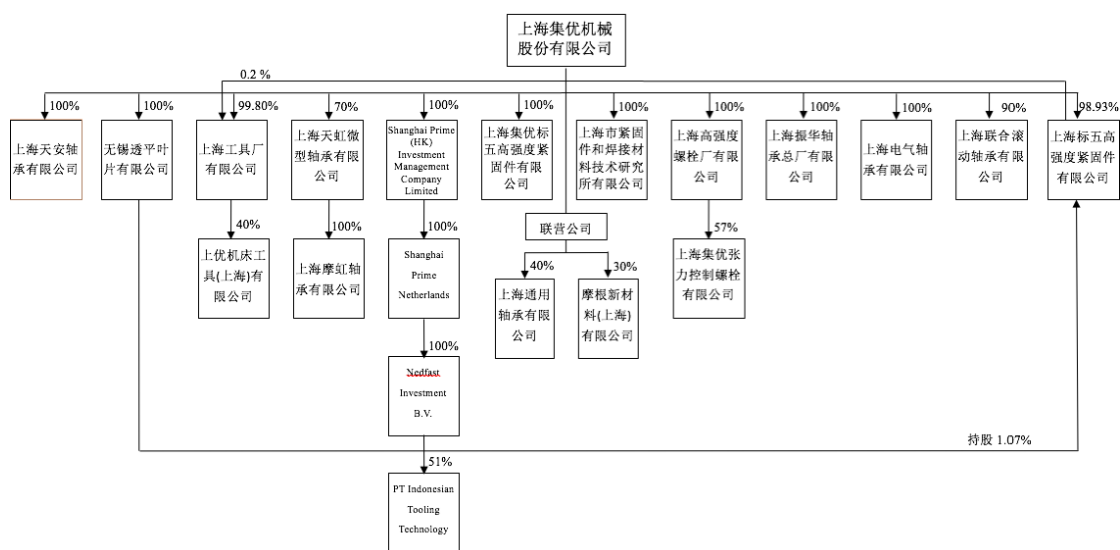 上海集优机械
股份有限公司
0.2 %
100%
100%
99.80%
70%
100%
100%
100%
100%
100%
100%
90%
98.93%
上海天安轴
承有限公司
无锡透平叶
片有限公司
上海工具厂
有限公司
上海天虹微
型轴承有限
公司
Shanghai Prime
(HK)
Investment
Management
Company
Limited
上海集优标
五高强度紧
固件有限公
司
上海市紧固
件和焊接材
料技术研究
所有限公司
上海高强度
螺栓厂有限
公司
上海振华轴
承总厂有限
公司
上海电气轴
承有限公司
上海联合滚
动轴承有限
公司
上海标五高
强度紧固件
有限公司
40%
100%
100%
联营公司
57%
上优机床工
具(上海)有
限公司
上海摩虹轴
承有限公司
Shanghai
Prime
Netherlands
40%
30%
上海通用
轴承有限
公司
摩根新材
料(上海)
有限公司
上海集优张
力控制螺栓
有限公司
100%
Nedfast
Investment
B.V.
持股 1.07%
51%
PT Indonesian
Tooling
Technology